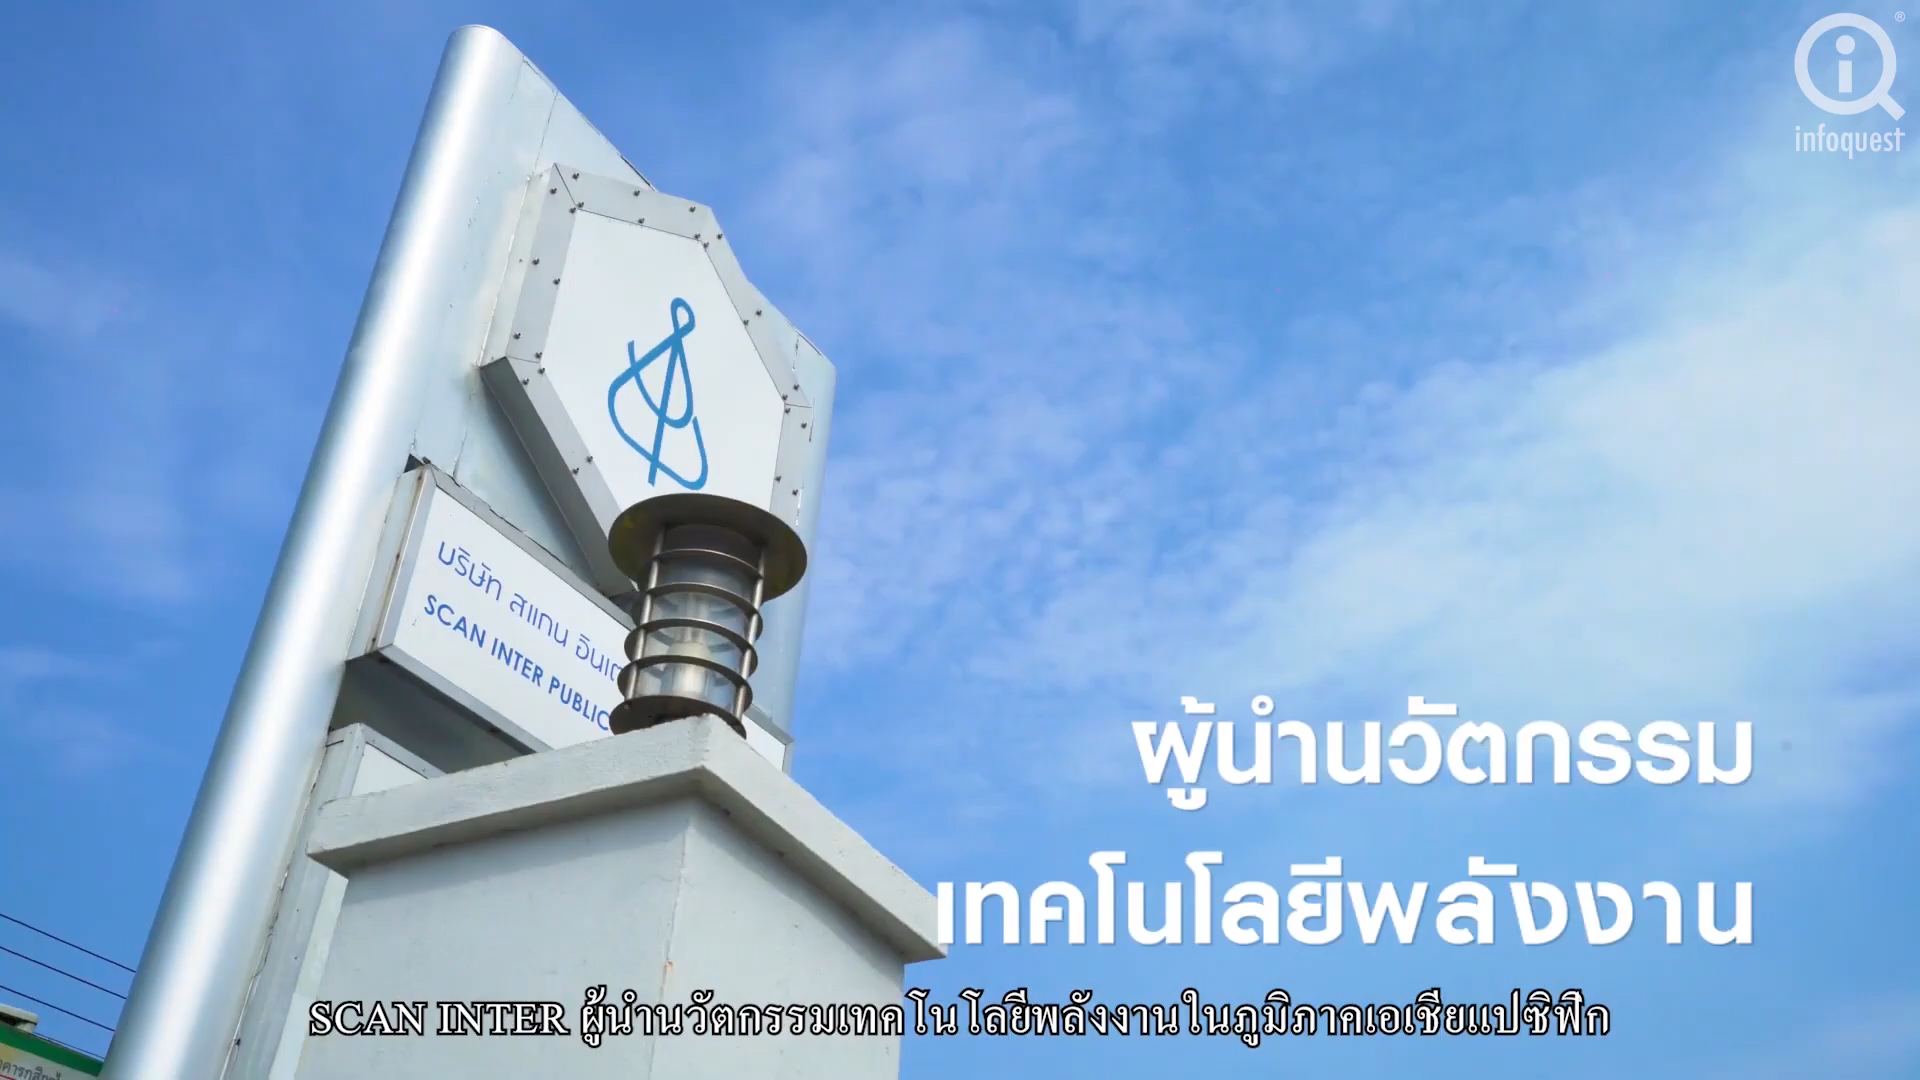 infoquest
บริษัท สแกน
SCAN INTER PUBLIC
ผู้นำนวัตกรรม
เทคโนโลยีพลังงาน
SCAN INTER ผู้นำนวัตกรรมเทคโนโลยีพลังงานในภูมิภาคเอเชียแปซิฟิก